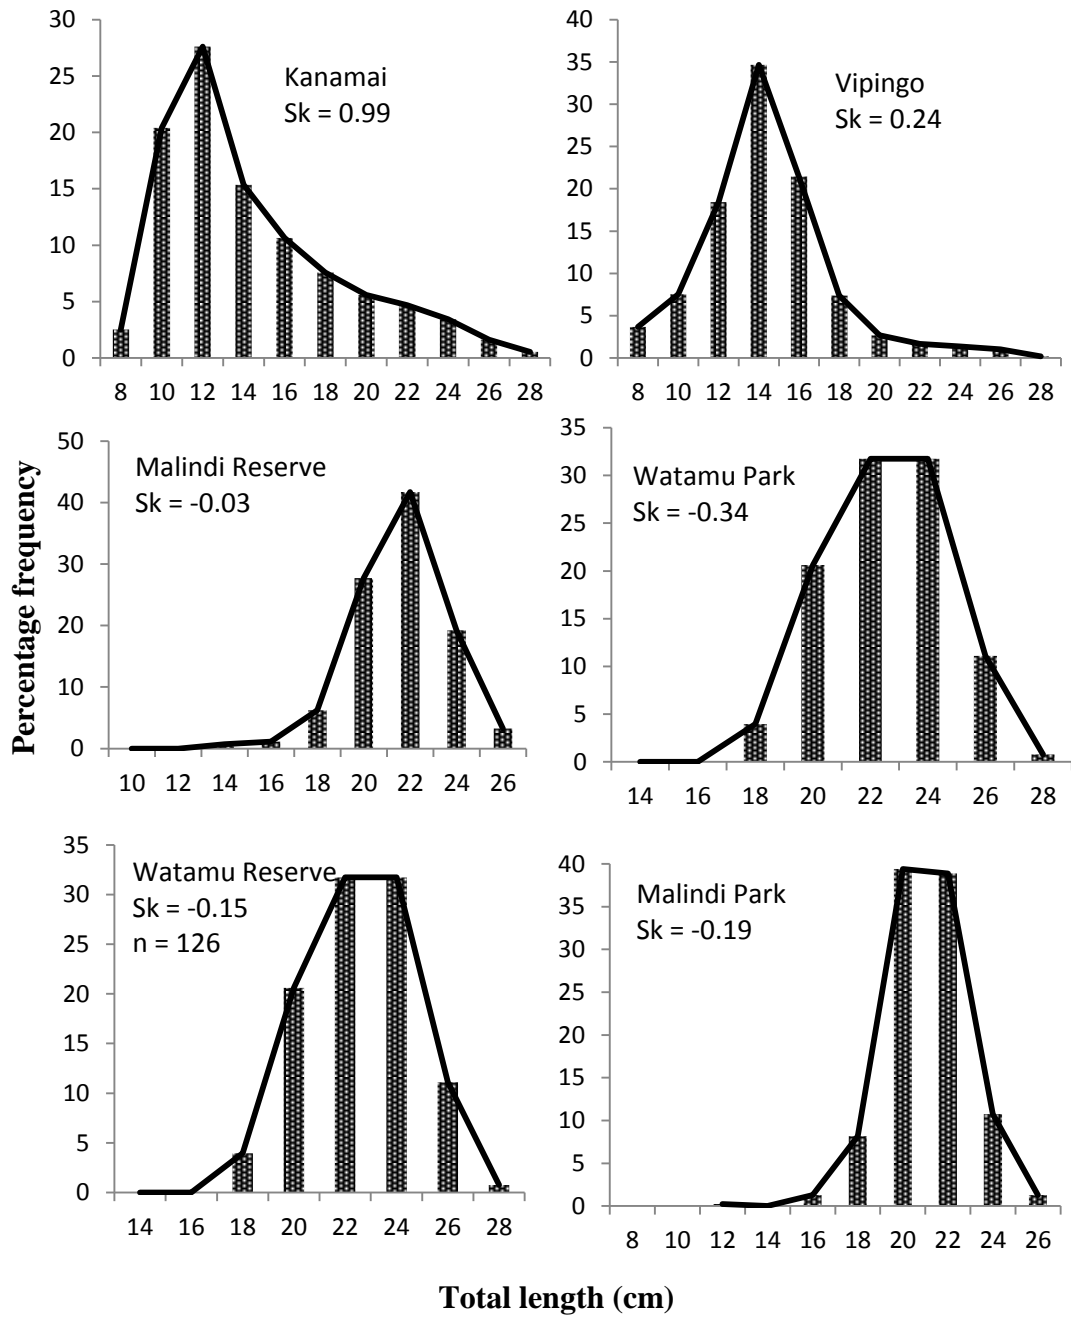 30
25
20
15
10
5
0
Kanamai
Sk = 0.99
8 10 12 14 16 18 20 22 24 26 28
40
35
30
25
20
15
10
5
0
Vipingo
Sk = 0.24
8 10 12 14 16 18 20 22 24 26 28
Percentage frequency
50
40
30
20
10
0
Malindi Reserve
Sk = -0.03
10 12 14 16 18 20 22 24 26
35
30
25
20
15
10
5
0
Watamu Park
Sk = -0.34
14 16 18 20 22 24 26 28
35
30
25
20
15
10
5
0
Watamu Reserve
Sk = -0.15
n = 126
14 16 18 20 22 24 26 28
40
35
30
25
20
15
10
5
0
Malindi Park
Sk = -0.19
8 10 12 14 16 18 20 22 24 26
Total length (cm)